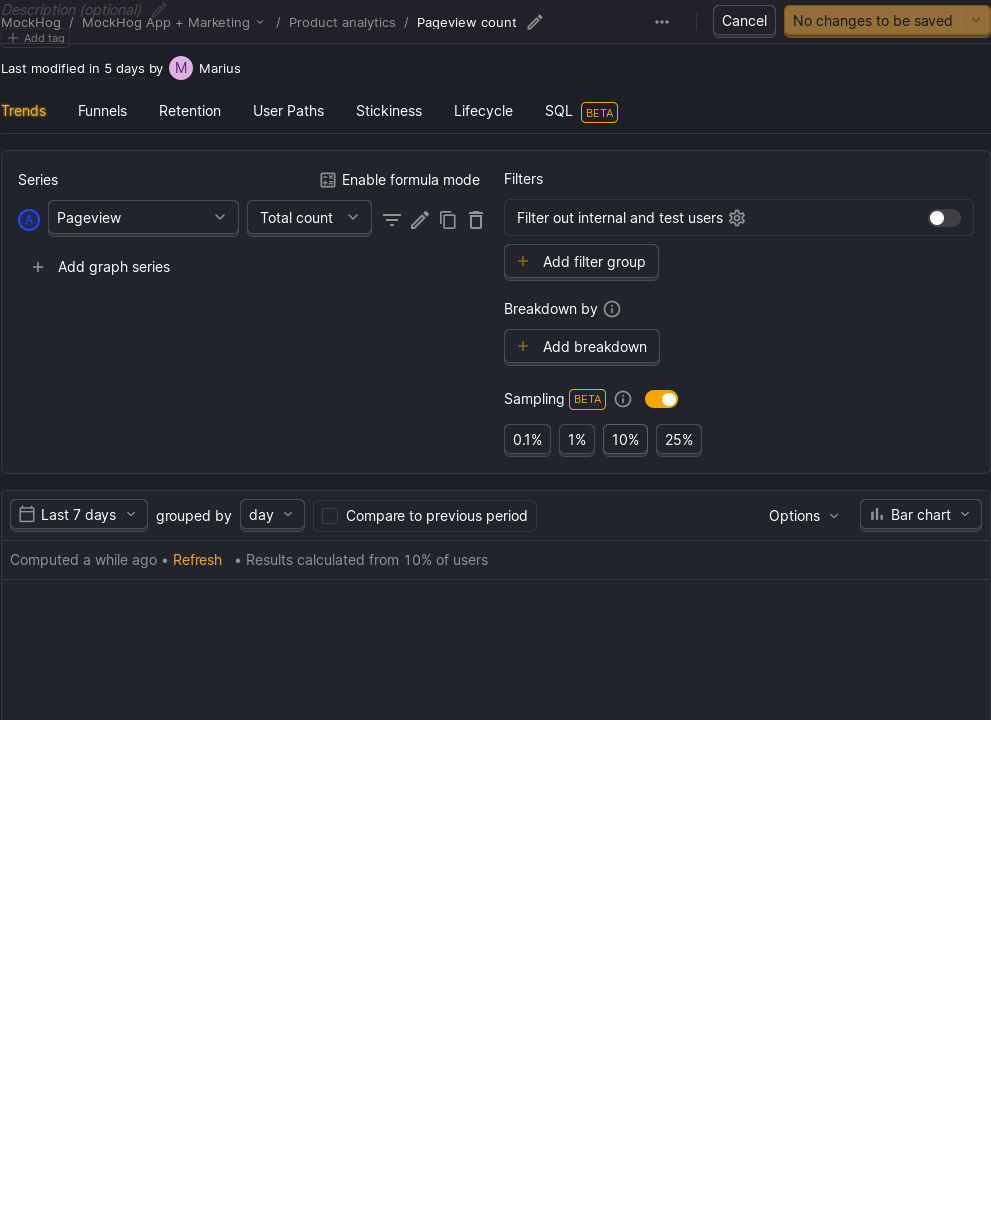 Description (optional)
MockHog / MockHog App + Marketing / Product analytics / Pageview count
Cancel
No changes to be saved
Add tag
Last modified in 5 days by M Marius
Trends Funnels Retention User Paths Stickiness Lifecycle SQL BETA
Series
Enable formula mode
A Pageview Total count
Add graph series
Filters
Filter out internal and test users
Add filter group
Breakdown by
Add breakdown
Sampling BETA
0.1% 1% 10% 25%
Last 7 days grouped by day Compare to previous period Options Bar chart
Computed a while ago • Refresh • Results calculated from 10% of users